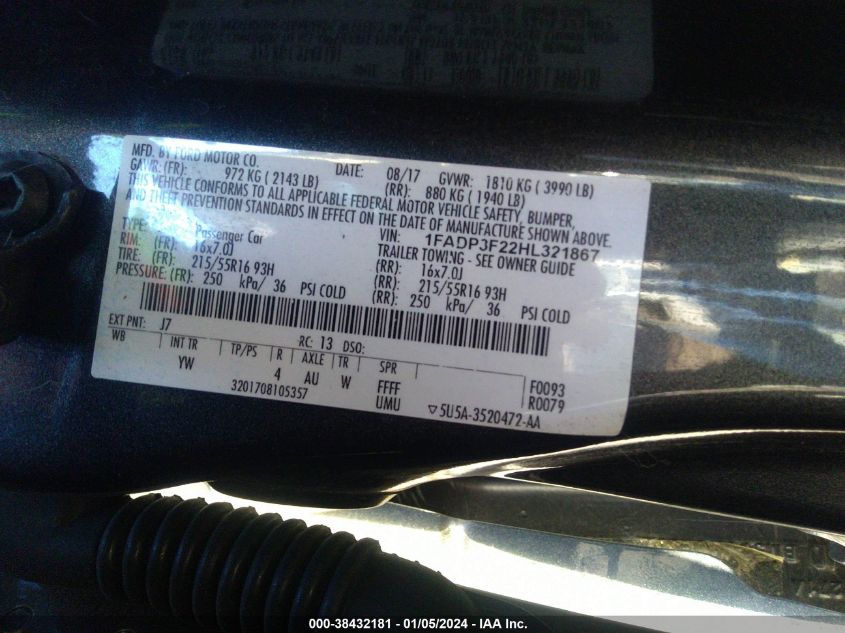 MFD. BY FORD MOTOR CO.
DATE: 08/17 GVWR: 1810 KG ( 3990 LB)
GAWR: (FR): 972 KG ( 2143 LB) (RR): 880 KG ( 1940 LB)
THIS VEHICLE CONFORMS TO ALL APPLICABLE FEDERAL MOTOR VEHICLE SAFETY, BUMPER,
AND THEFT PREVENTION STANDARDS IN EFFECT ON THE DATE OF MANUFACTURE SHOWN ABOVE.
VIN: 1FADP3F22HL321867
TYPE: Passenger Car TRAILER TOWING - SEE OWNER GUIDE
RIM: (FR): 16x7.0J (RR): 16x7.0J
TIRE: (FR): 215/55R16 93H (RR): 215/55R16 93H
PRESSURE: (FR): 250 kPa/ 36 PSI COLD (RR): 250 kPa/ 36 PSI COLD
EXT PNT: J7 RC: 13 DSO:
WB INT TR TP/PS R AXLE TR SPR
YW 4 AU W FFFF F0093
UMU R0079
3201708105357 ▽5U5A-3520472-AA
000-38432181 - 01/05/2024 - IAA Inc.